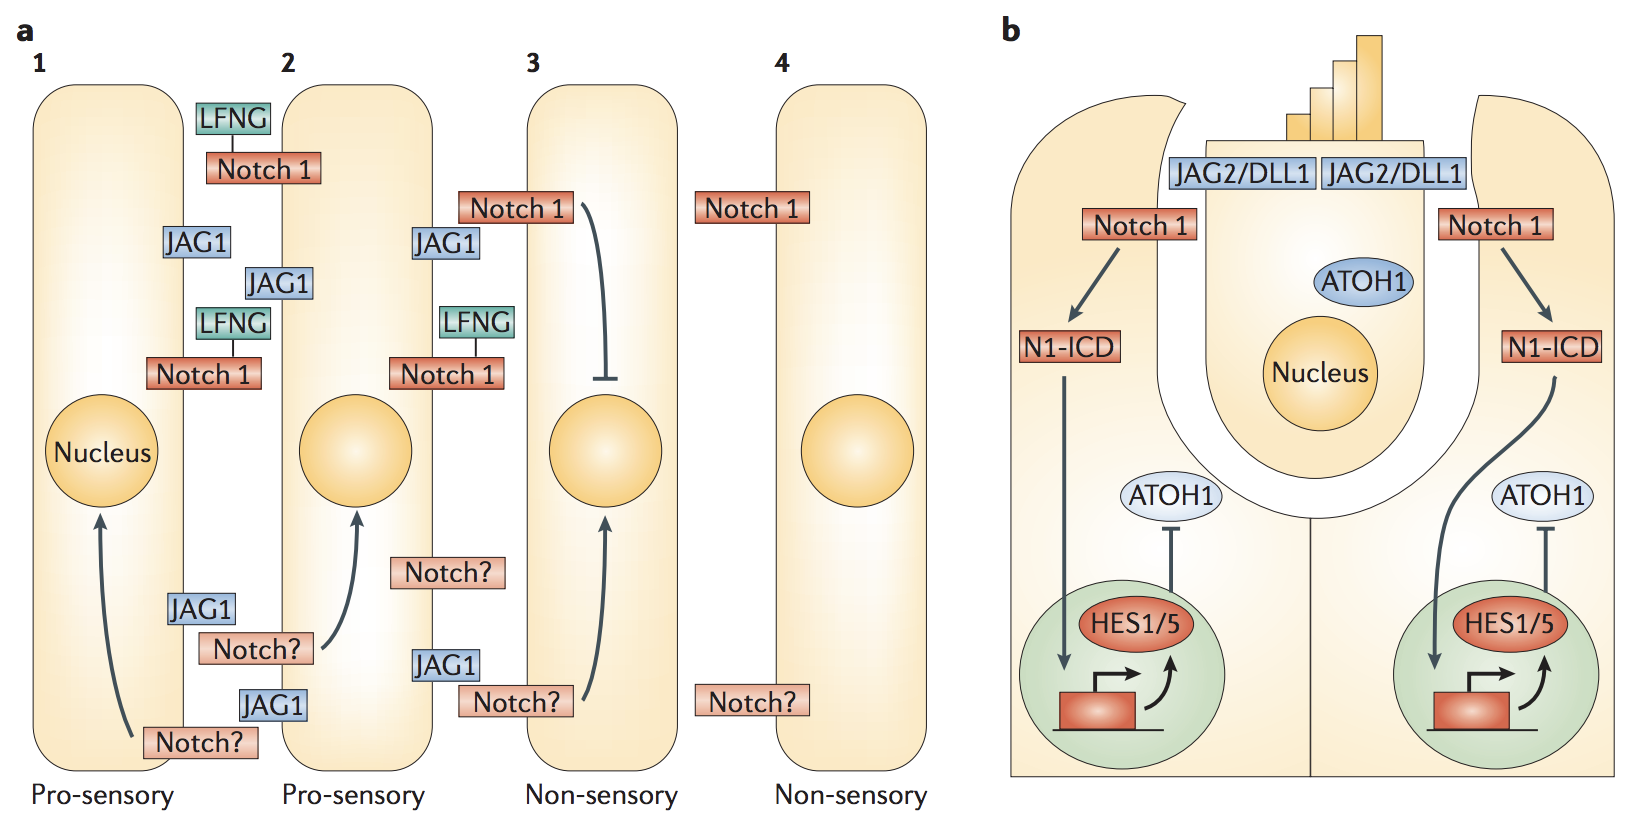 a
b
1
2
3
4
LFNG
Notch 1
Notch 1
Notch 1
JAG1
JAG1
JAG1
LFNG
LFNG
Notch 1
Notch 1
Nucleus
Notch?
JAG1
Notch?
JAG1
JAG1
Notch?
Notch?
Notch?
Pro-sensory
Pro-sensory
Non-sensory
Non-sensory
JAG2/DLL1
JAG2/DLL1
Notch 1
Notch 1
ATOH1
N1-ICD
N1-ICD
Nucleus
ATOH1
ATOH1
HES1/5
HES1/5